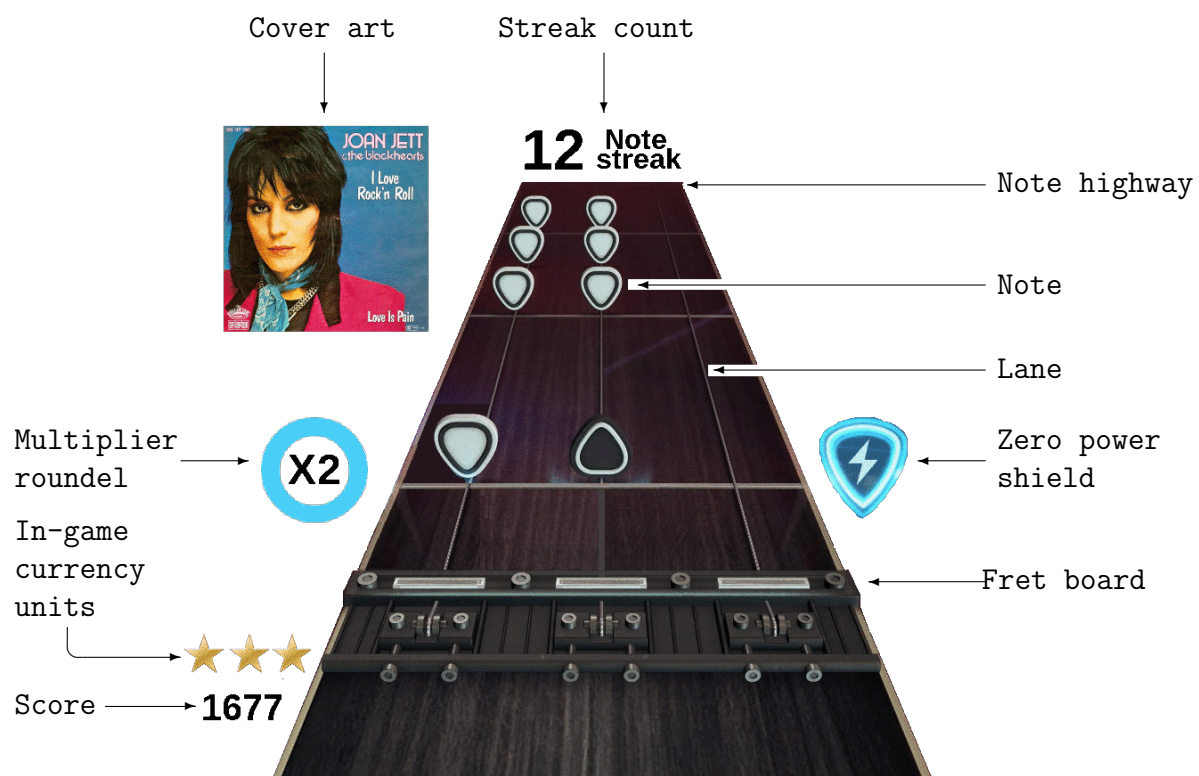 Cover art
Streak count
JOAN JETT
& the blackhearts
I Love
Rock'n Roll
Love Is Pain
12 Note
streak
Note highway
Note
Lane
Multiplier
roundel
X2
Zero power
shield
In-game
currency
units
Fret board
Score
1677